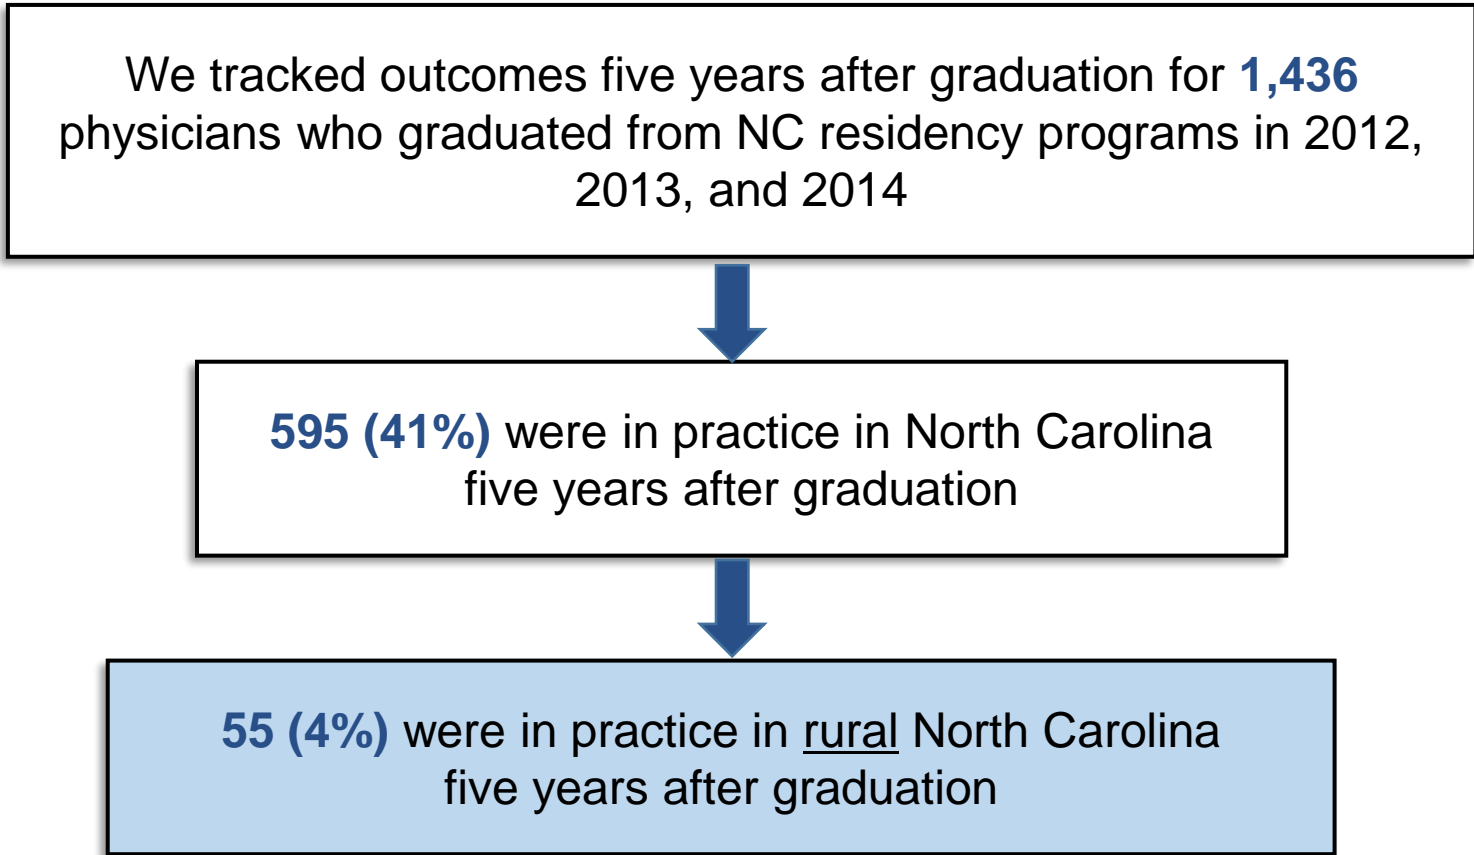 We tracked outcomes five years after graduation for 1,436
physicians who graduated from NC residency programs in 2012,
2013, and 2014
595 (41%) were in practice in North Carolina
five years after graduation
55 (4%) were in practice in rural North Carolina
five years after graduation